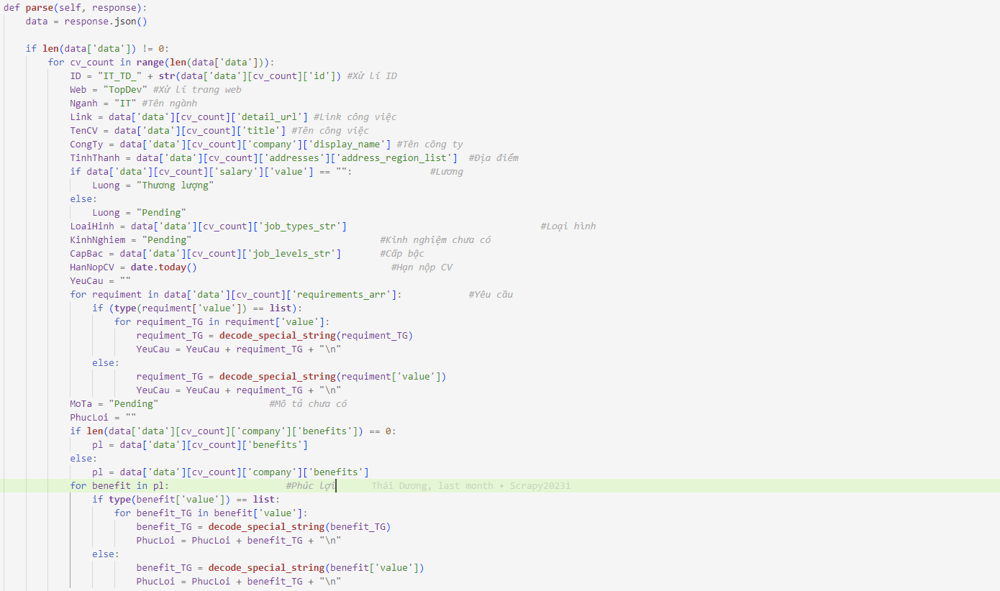 def parse(self, response):
    data = response.json()

    if len(data['data']) != 0:
        for cv_count in range(len(data['data'])):
            ID = "IT_TD_" + str(data['data'][cv_count]['id']) #Xử lí ID
            Web = "TopDev" #Xử lí trang web
            Nganh = "IT" #Tên ngành
            Link = data['data'][cv_count]['detail_url'] #Link công việc
            TenCV = data['data'][cv_count]['title'] #Tên công việc
            CongTy = data['data'][cv_count]['company']['display_name'] #Tên công ty
            TinhThanh = data['data'][cv_count]['addresses']['address_region_list']  #Địa điểm
            if data['data'][cv_count]['salary']['value'] == "":              #Lương
                Luong = "Thương lượng"
            else:
                Luong = "Pending"
            LoaiHinh = data['data'][cv_count]['job_types_str']                                   #Loại hình
            KinhNghiem = "Pending"                                  #Kinh nghiệm chưa có
            CapBac = data['data'][cv_count]['job_levels_str']       #Cấp bậc
            HanNopCV = date.today()                                   #Hạn nộp CV
            YeuCau = ""
            for requiment in data['data'][cv_count]['requirements_arr']:            #Yêu cầu
                if (type(requiment['value']) == list):
                    for requiment_TG in requiment['value']:
                        requiment_TG = decode_special_string(requiment_TG)
                        YeuCau = YeuCau + requiment_TG + "\n"
                else:
                        requiment_TG = decode_special_string(requiment['value'])
                        YeuCau = YeuCau + requiment_TG + "\n"
            MoTa = "Pending"                    #Mô tả chưa có
            PhucLoi = ""
            if len(data['data'][cv_count]['company']['benefits']) == 0:
                pl = data['data'][cv_count]['benefits']
            else:
                pl = data['data'][cv_count]['company']['benefits']
            for benefit in pl:                     #Phúc lợi      Thái Dương, last month • Scrapy20231
                if type(benefit['value']) == list:
                    for benefit_TG in benefit['value']:
                        benefit_TG = decode_special_string(benefit_TG)
                        PhucLoi = PhucLoi + benefit_TG + "\n"
                else:
                        benefit_TG = decode_special_string(benefit['value'])
                        PhucLoi = PhucLoi + benefit_TG + "\n"